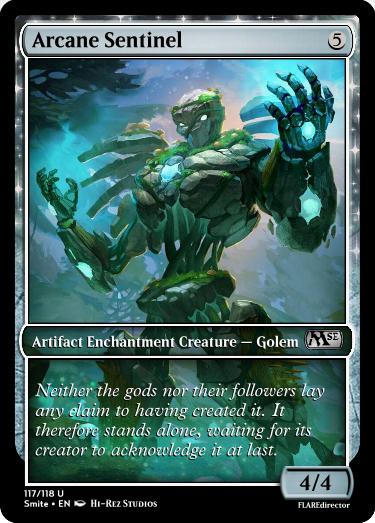 Arcane Sentinel 5
Artifact Enchantment Creature — Golem
Neither the gods nor their followers lay
any claim to having created it. It
therefore stands alone, waiting for its
creator to acknowledge it at last.
4/4
117/118 U
Smite • EN Hi-Rez Studios
FLAREdirector